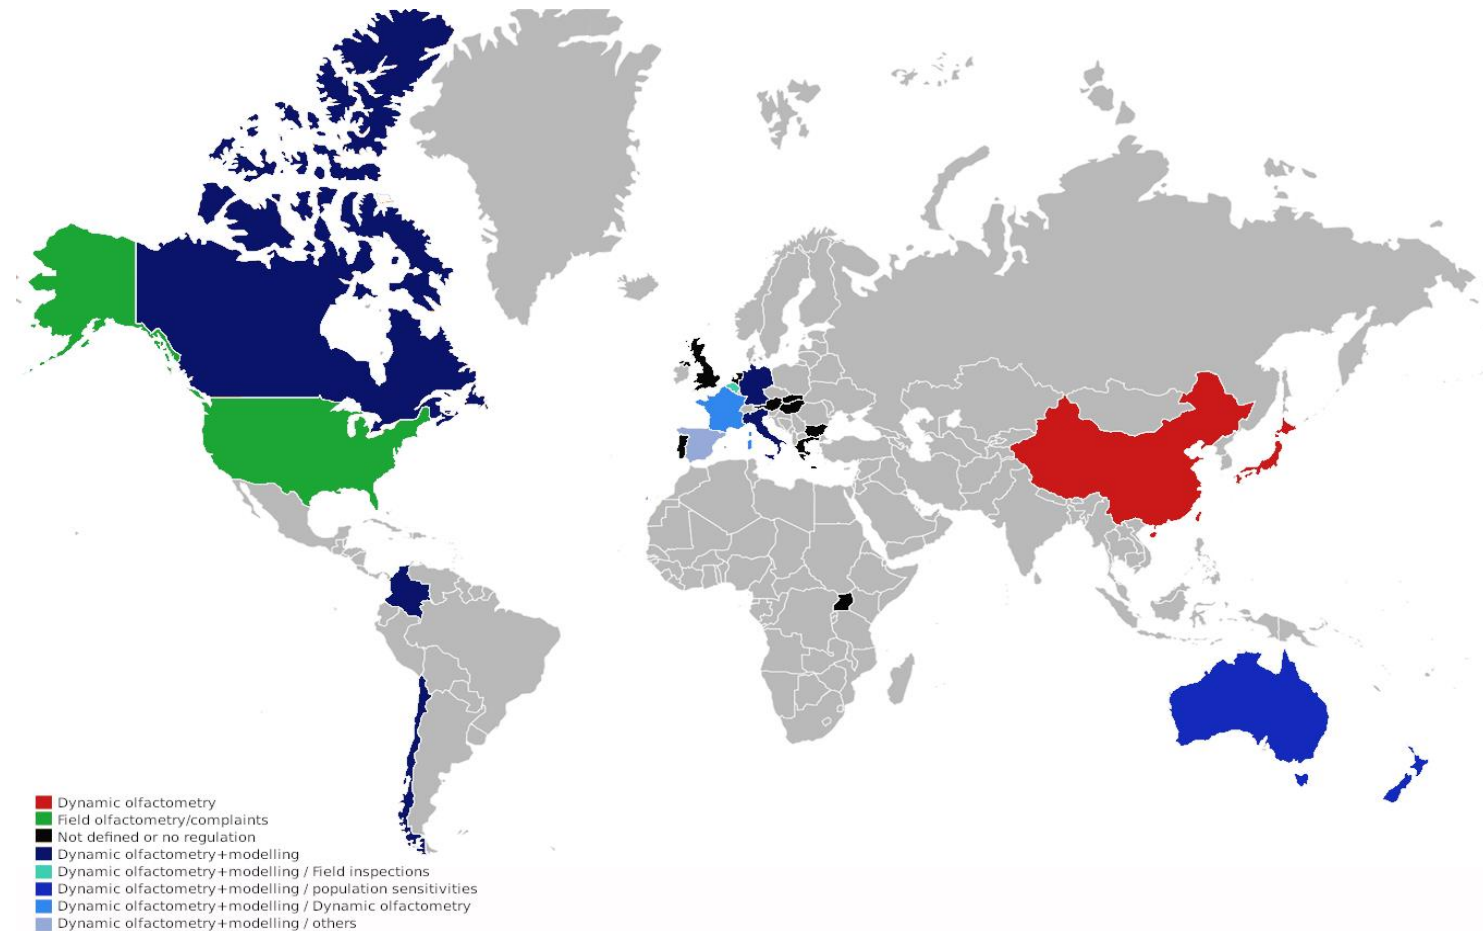 Dynamic olfactometry
Field olfactometry/complaints
Not defined or no regulation
Dynamic olfactometry+modelling
Dynamic olfactometry+modelling / Field inspections
Dynamic olfactometry+modelling / population sensitivities
Dynamic olfactometry+modelling / Dynamic olfactometry
Dynamic olfactometry+modelling / others